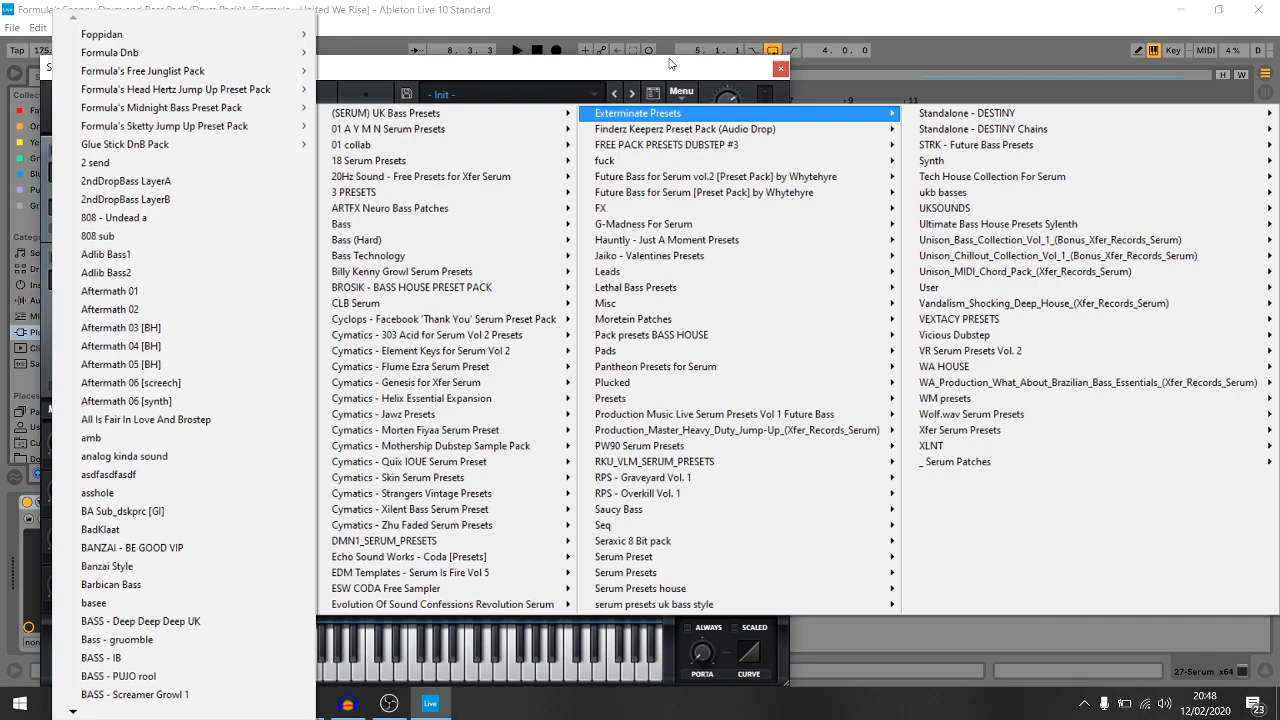 Formula's Foggy Drum and Bass Pack (Drum Pack)* [Formula - United We Rise] - Ableton Live 10 Standard
File
Tap
175.
8. 3. 3
5. 1. 1
4. 0. 0
Key
MIDI
4 %
D
- Init -
Menu
H
W
9
11
Foppidan
Formula Dnb
Formula's Free Junglist Pack
Formula's Head Hertz Jump Up Preset Pack
Formula's Midnight Bass Preset Pack
Formula's Sketty Jump Up Preset Pack
Glue Stick DnB Pack
2 send
2ndDropBass LayerA
2ndDropBass LayerB
808 - Undead a
808 sub
Adlib Bass1
Adlib Bass2
Aftermath 01
Aftermath 02
Aftermath 03 [BH]
Aftermath 04 [BH]
Aftermath 05 [BH]
Aftermath 06 [screech]
Aftermath 06 [synth]
All Is Fair In Love And Brostep
amb
analog kinda sound
asdfasdfasdf
asshole
BA Sub_dskprc [GI]
BadKlaat
BANZAI - BE GOOD VIP
Banzai Style
Barbican Bass
basee
BASS - Deep Deep Deep UK
Bass - gruomble
BASS - IB
BASS - PUJO rool
BASS - Screamer Growl 1
(SERUM) UK Bass Presets
01 A Y M N Serum Presets
01 collab
18 Serum Presets
20Hz Sound - Free Presets for Xfer Serum
3 PRESETS
ARTFX Neuro Bass Patches
Bass
Bass (Hard)
Bass Technology
Billy Kenny Growl Serum Presets
BROSIK - BASS HOUSE PRESET PACK
CLB Serum
Cyclops - Facebook 'Thank You' Serum Preset Pack
Cymatics - 303 Acid for Serum Vol 2 Presets
Cymatics - Element Keys for Serum Vol 2
Cymatics - Flume Ezra Serum Preset
Cymatics - Genesis for Xfer Serum
Cymatics - Helix Essential Expansion
Cymatics - Jawz Presets
Cymatics - Morten Fiyaa Serum Preset
Cymatics - Mothership Dubstep Sample Pack
Cymatics - Quix IOUE Serum Preset
Cymatics - Skin Serum Presets
Cymatics - Strangers Vintage Presets
Cymatics - Xilent Bass Serum Preset
Cymatics - Zhu Faded Serum Presets
DMN1_SERUM_PRESETS
Echo Sound Works - Coda [Presets]
EDM Templates - Serum Is Fire Vol 5
ESW CODA Free Sampler
Evolution Of Sound Confessions Revolution Serum
Exterminate Presets
Finderz Keeperz Preset Pack (Audio Drop)
FREE PACK PRESETS DUBSTEP #3
fuck
Future Bass for Serum vol.2 [Preset Pack] by Whytehyre
Future Bass for Serum [Preset Pack] by Whytehyre
FX
G-Madness For Serum
Hauntly - Just A Moment Presets
Jaiko - Valentines Presets
Leads
Lethal Bass Presets
Misc
Moretein Patches
Pack presets BASS HOUSE
Pads
Pantheon Presets for Serum
Plucked
Presets
Production Music Live Serum Presets Vol 1 Future Bass
Production_Master_Heavy_Duty_Jump-Up_(Xfer_Records_Serum)
PW90 Serum Presets
RKU_VLM_SERUM_PRESETS
RPS - Graveyard Vol. 1
RPS - Overkill Vol. 1
Saucy Bass
Seq
Seraxic 8 Bit pack
Serum Preset
Serum Presets
Serum Presets house
serum presets uk bass style
Standalone - DESTINY
Standalone - DESTINY Chains
STRK - Future Bass Presets
Synth
Tech House Collection For Serum
ukb basses
UKSOUNDS
Ultimate Bass House Presets Sylenth
Unison_Bass_Collection_Vol_1_(Bonus_Xfer_Records_Serum)
Unison_Chillout_Collection_Vol_1_(Bonus_Xfer_Records_Serum)
Unison_MIDI_Chord_Pack_(Xfer_Records_Serum)
User
Vandalism_Shocking_Deep_House_(Xfer_Records_Serum)
VEXTACY PRESETS
Vicious Dubstep
VR Serum Presets Vol. 2
WA HOUSE
WA_Production_What_About_Brazilian_Bass_Essentials_(Xfer_Records_Serum)
WM presets
Wolf.wav Serum Presets
Xfer Serum Presets
XLNT
_ Serum Patches
ALWAYS
SCALED
PORTA
CURVE
27-Serum_x64
Live
20:48
12/02/2020
23